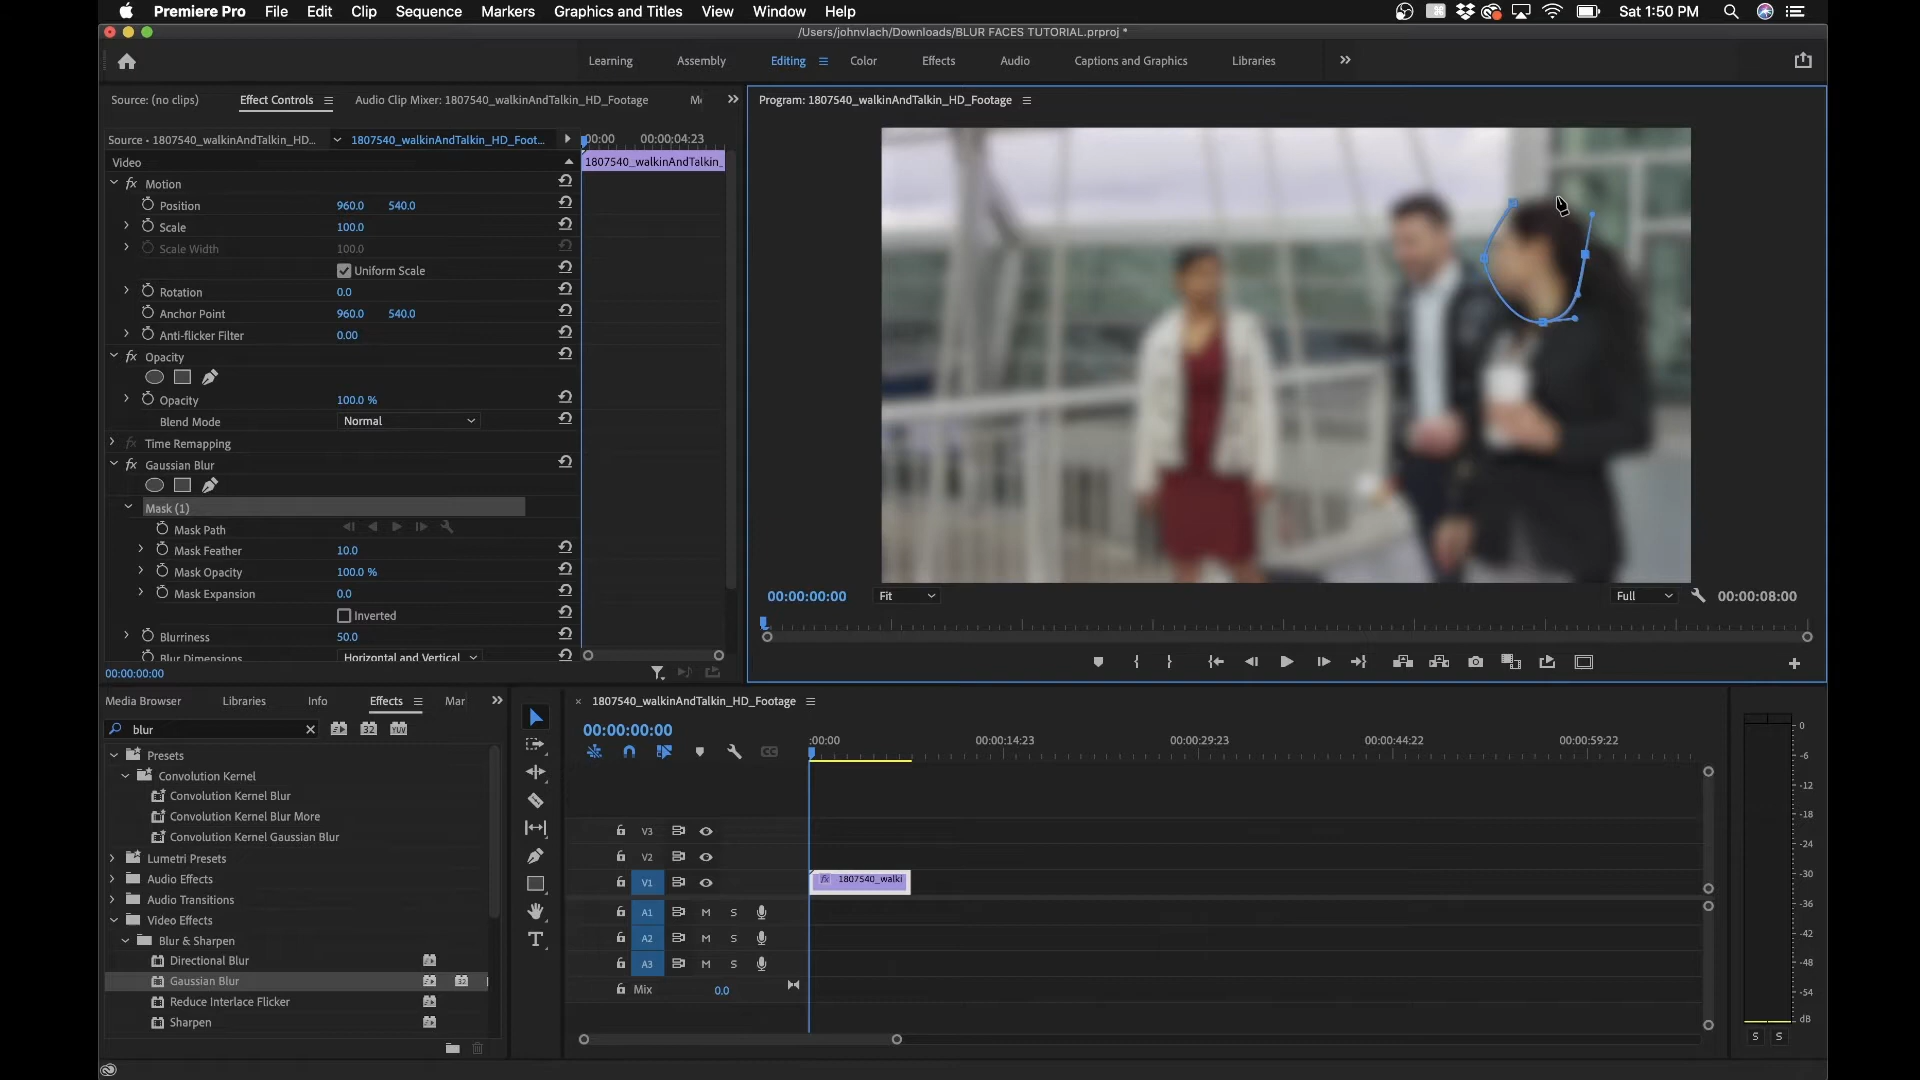 Premiere Pro File Edit Clip Sequence Markers Graphics and Titles View Window Help Sat 1:50 PM
/Users/johnvlach/Downloads/BLUR FACES TUTORIAL.prproj *
Learning Assembly Editing Color Effects Audio Captions and Graphics Libraries
Source: (no clips) Effect Controls Audio Clip Mixer: 1807540_walkinAndTalkin_HD_Footage
Program: 1807540_walkinAndTalkin_HD_Footage
Source • 1807540_walkinAndTalkin_HD... 1807540_walkinAndTalkin_HD_Foot... :00:00 00:00:04:23
Video 1807540_walkinAndTalkin_
fx Motion
Position 960.0 540.0
Scale 100.0
Scale Width 100.0
Uniform Scale
Rotation 0.0
Anchor Point 960.0 540.0
Anti-flicker Filter 0.00
fx Opacity
Opacity 100.0 %
Blend Mode Normal
fx Time Remapping
fx Gaussian Blur
Mask (1)
Mask Path
Mask Feather 10.0
Mask Opacity 100.0 %
Mask Expansion 0.0
Inverted
Blurriness 50.0
Blur Dimensions Horizontal and Vertical
00:00:00:00
00:00:00:00 Fit Full 00:00:08:00
Media Browser Libraries Info Effects Mar
blur 32 YUV
Presets
Convolution Kernel
Convolution Kernel Blur
Convolution Kernel Blur More
Convolution Kernel Gaussian Blur
Lumetri Presets
Audio Effects
Audio Transitions
Video Effects
Blur & Sharpen
Directional Blur
Gaussian Blur 32
Reduce Interlace Flicker
Sharpen
1807540_walkinAndTalkin_HD_Footage
00:00:00:00
:00:00 00:00:14:23 00:00:29:23 00:00:44:22 00:00:59:22
V3
V2
V1 fx 1807540_walki
A1 M S
A2 M S
A3 M S
Mix 0.0
0
-6
-12
-18
-24
-30
-36
-42
-48
-54
dB
S S